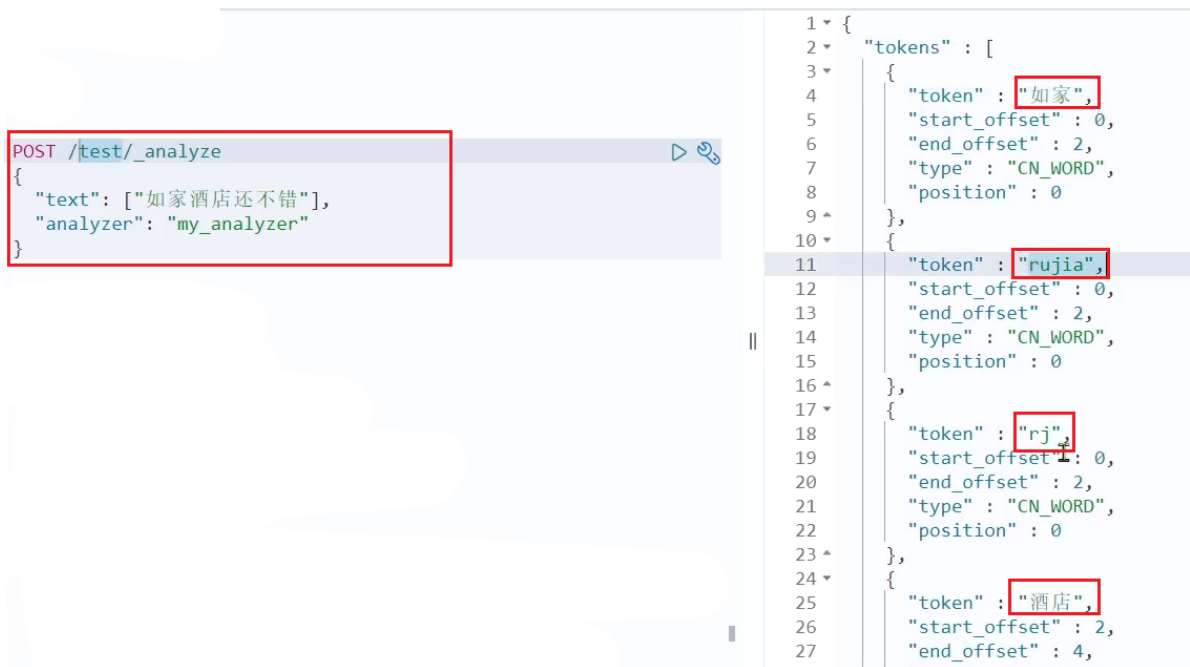 POST /test/_analyze
{
"text": ["如家酒店还不错"],
"analyzer": "my_analyzer"
}
1 {
2 "tokens" : [
3 {
4 "token" : "如家",
5 "start_offset" : 0,
6 "end_offset" : 2,
7 "type" : "CN_WORD",
8 "position" : 0
9 },
10 {
11 "token" : "rujia",
12 "start_offset" : 0,
13 "end_offset" : 2,
14 "type" : "CN_WORD",
15 "position" : 0
16 },
17 {
18 "token" : "rj",
19 "start_offset" : 0,
20 "end_offset" : 2,
21 "type" : "CN_WORD",
22 "position" : 0
23 },
24 {
25 "token" : "酒店",
26 "start_offset" : 2,
27 "end_offset" : 4,